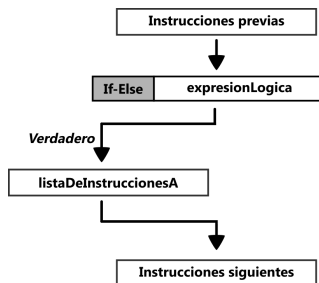 Instrucciones previas
If-Else expresionLogica
Verdadero
listaDeInstruccionesA
Instrucciones siguientes